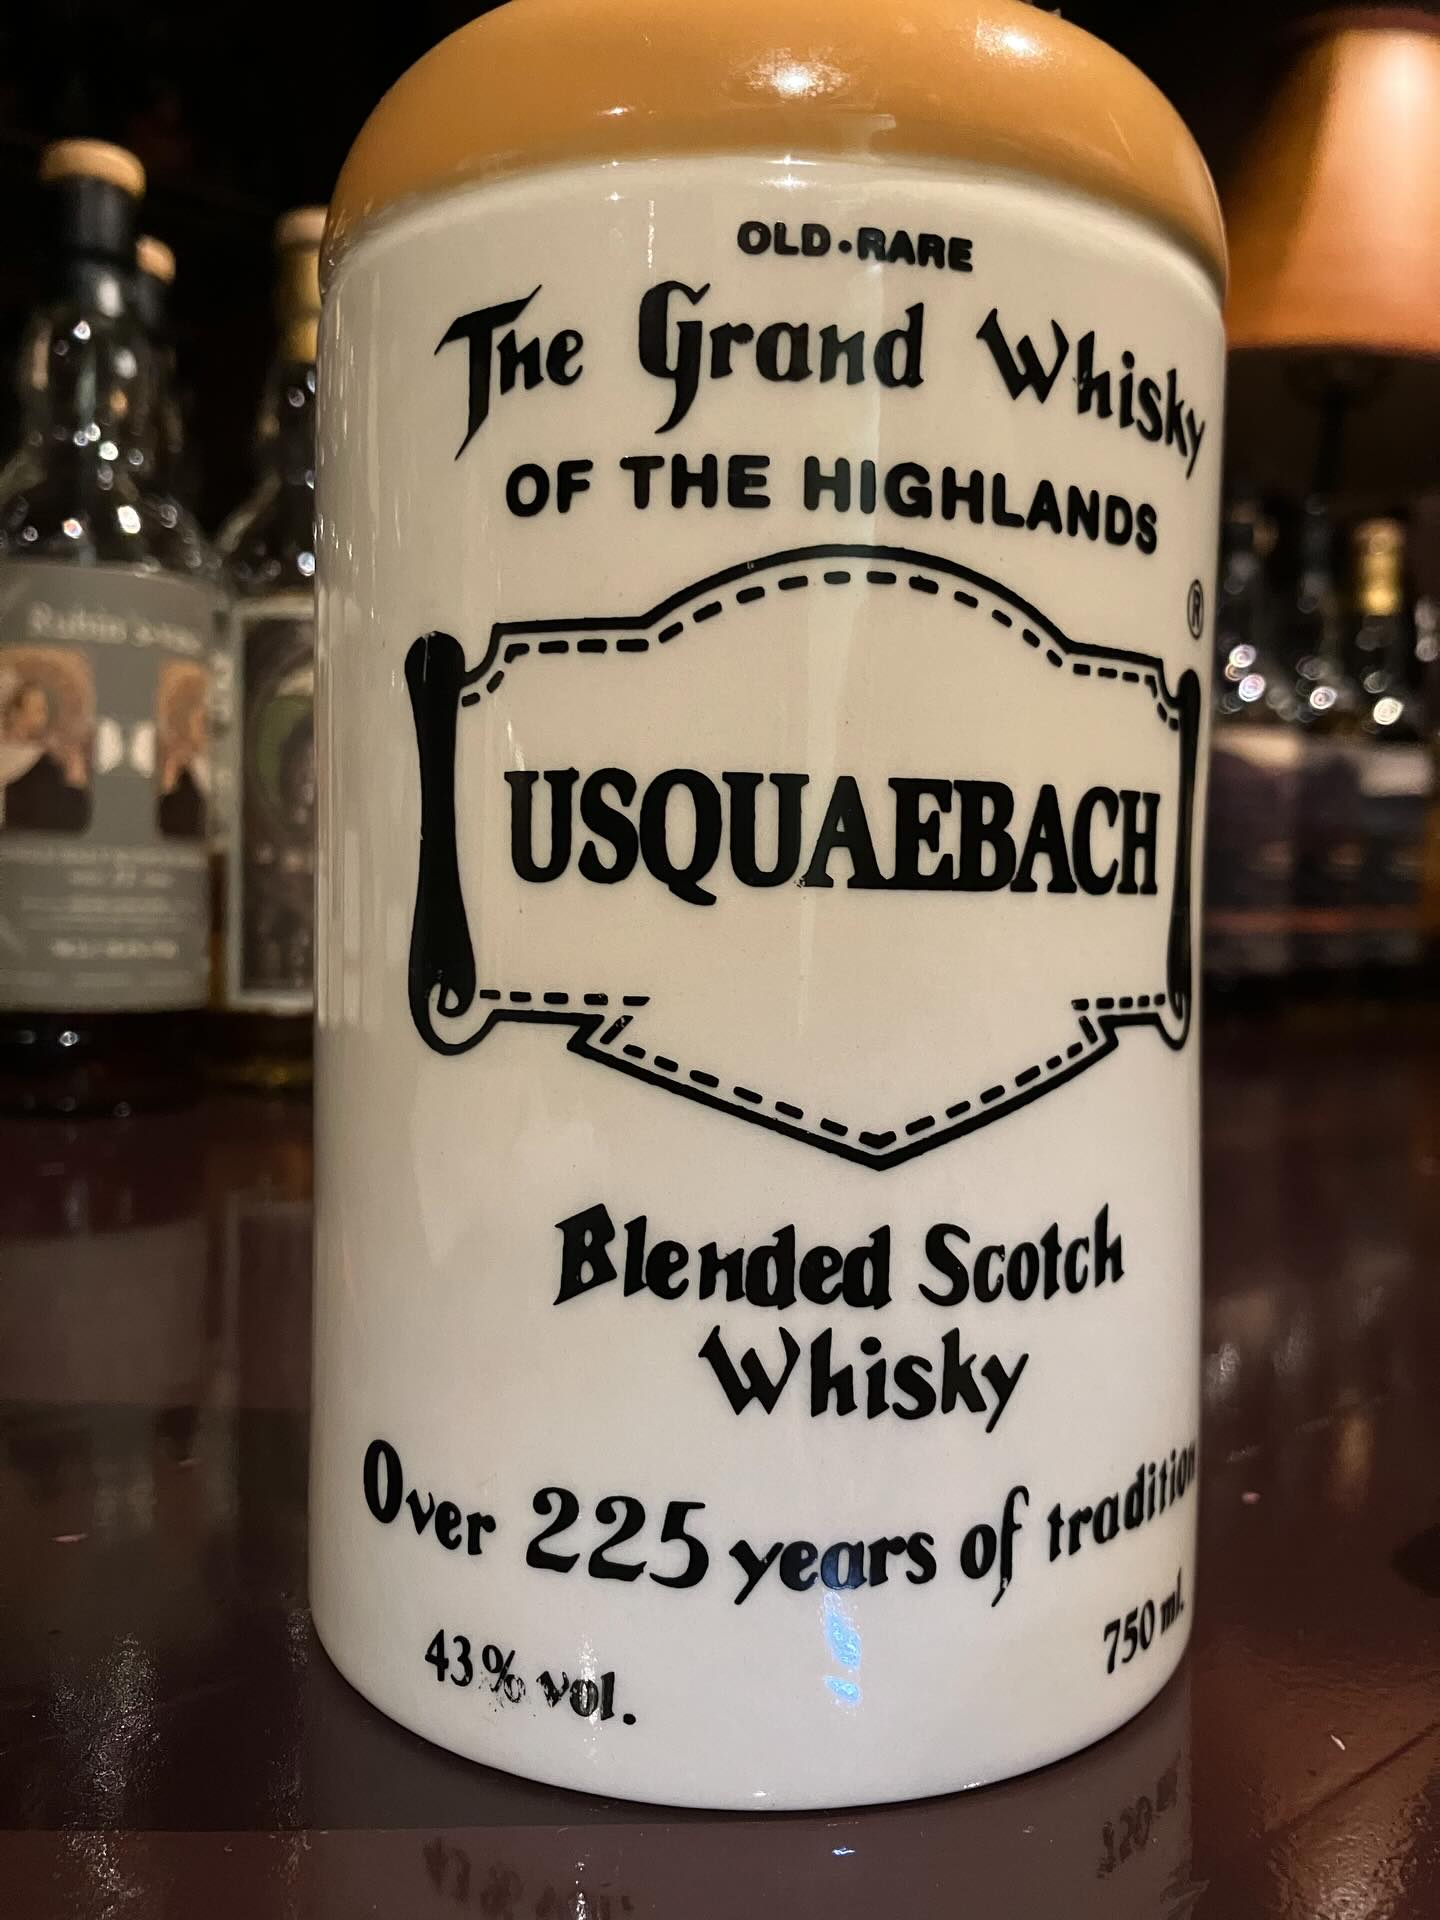 OLD•RARE
The Grand Whisky
OF THE HIGHLANDS
®
USQUAEBACH
Blended Scotch
Whisky
Over 225 years of tradition
43% vol.
750 ml.